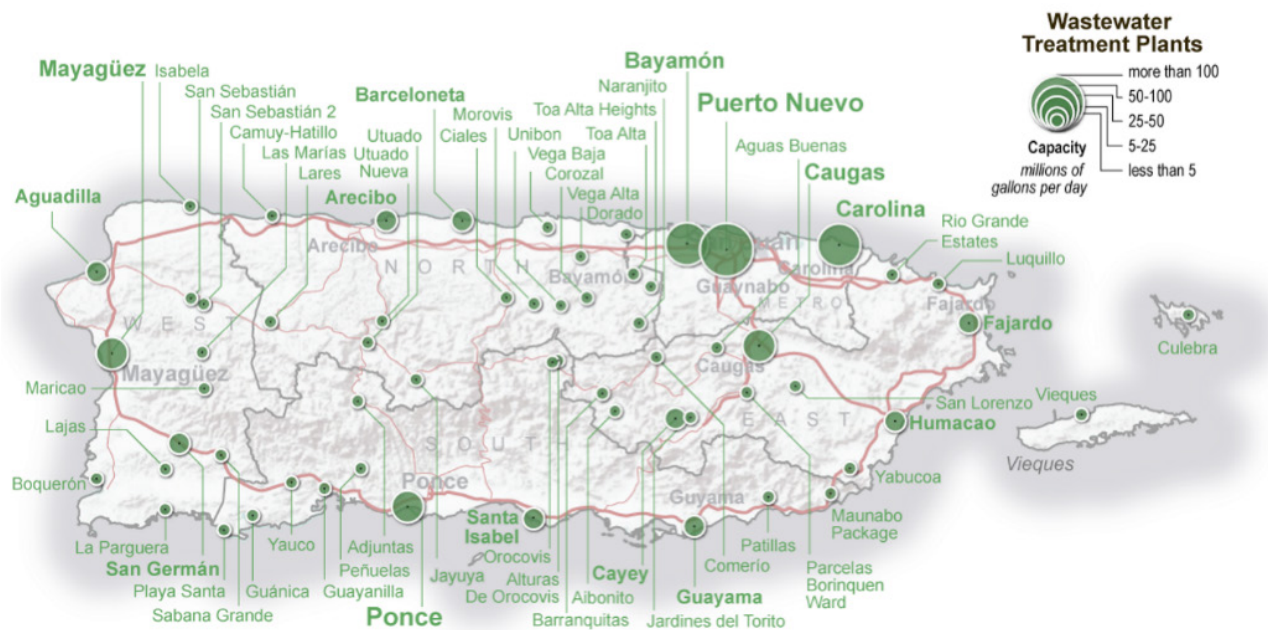 Wastewater
Treatment Plants
more than 100
50-100
25-50
5-25
less than 5
Capacity
millions of
gallons per day
Mayagüez
Isabela
San Sebastián
San Sebastián 2
Camuy-Hatillo
Las Marías
Lares
Aguadilla
Barceloneta
Utuado
Utuado
Nueva
Arecibo
Morovis
Ciales
Unibon
Vega Baja
Corozal
Vega Alta
Dorado
Bayamón
Naranjito
Toa Alta Heights
Toa Alta
Puerto Nuevo
Aguas Buenas
Caugas
Carolina
Rio Grande
Estates
Luquillo
Arecibo
NORTH
Bayamón
Guaynabo
Carolina
METRO
Fajardo
Fajardo
Culebra
WEST
Mayagüez
Caugas
Maricao
San Lorenzo
Vieques
EAST
Humacao
Lajas
SOUTH
Vieques
Boquerón
Ponce
Guyama
Yabucoa
Maunabo
Package
La Parguera
San Germán
Playa Santa
Sabana Grande
Guánica
Yauco
Adjuntas
Peñuelas
Guayanilla
Ponce
Jayuya
Santa
Isabel
Orocovis
Alturas
De Orocovis
Aibonito
Barranquitas
Cayey
Jardines del Torito
Guayama
Comerío
Patillas
Parcelas
Borinquen
Ward